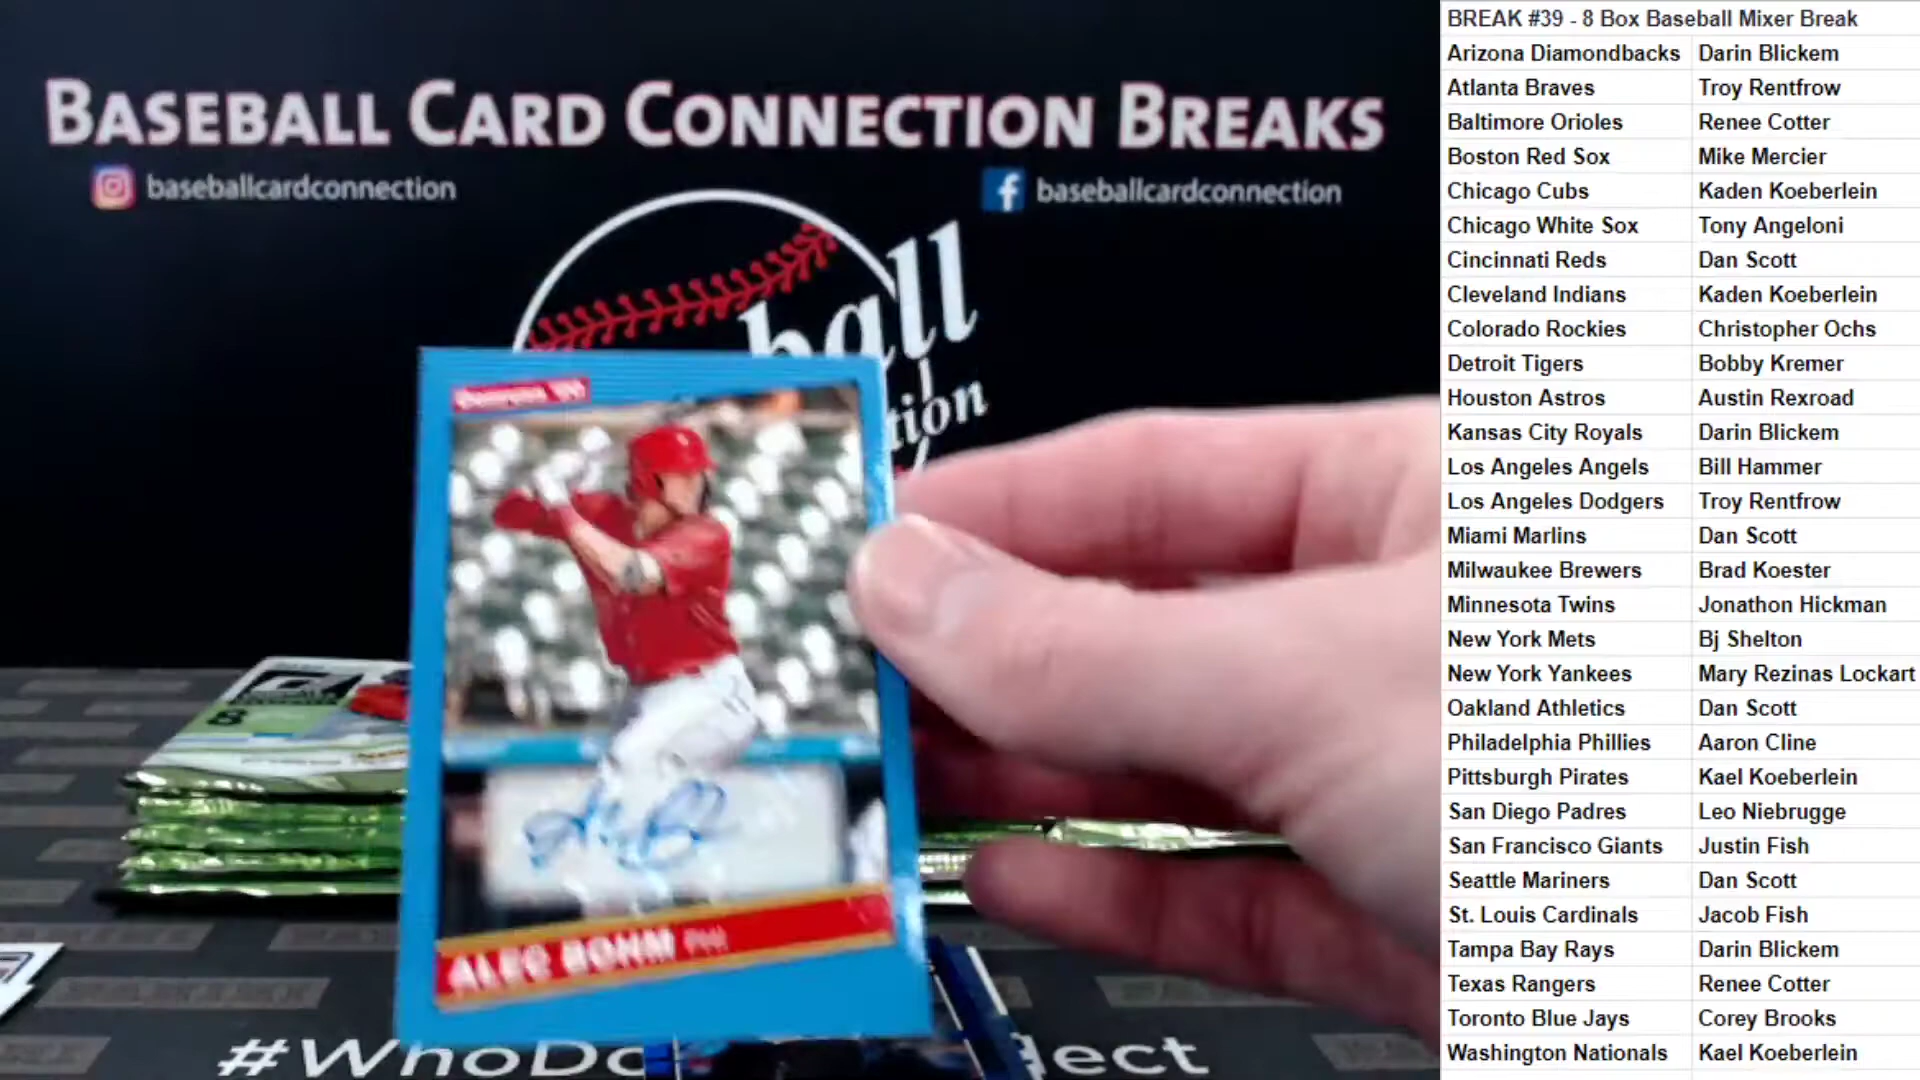 BASEBALL CARD CONNECTION BREAKS
baseballcardconnection
baseballcardconnection
ball
tion
8
ALEC BOHM
#WhoDo
ect
BREAK #39 - 8 Box Baseball Mixer Break
Arizona Diamondbacks Darin Blickem
Atlanta Braves Troy Rentfrow
Baltimore Orioles Renee Cotter
Boston Red Sox Mike Mercier
Chicago Cubs Kaden Koeberlein
Chicago White Sox Tony Angeloni
Cincinnati Reds Dan Scott
Cleveland Indians Kaden Koeberlein
Colorado Rockies Christopher Ochs
Detroit Tigers Bobby Kremer
Houston Astros Austin Rexroad
Kansas City Royals Darin Blickem
Los Angeles Angels Bill Hammer
Los Angeles Dodgers Troy Rentfrow
Miami Marlins Dan Scott
Milwaukee Brewers Brad Koester
Minnesota Twins Jonathon Hickman
New York Mets Bj Shelton
New York Yankees Mary Rezinas Lockart
Oakland Athletics Dan Scott
Philadelphia Phillies Aaron Cline
Pittsburgh Pirates Kael Koeberlein
San Diego Padres Leo Niebrugge
San Francisco Giants Justin Fish
Seattle Mariners Dan Scott
St. Louis Cardinals Jacob Fish
Tampa Bay Rays Darin Blickem
Texas Rangers Renee Cotter
Toronto Blue Jays Corey Brooks
Washington Nationals Kael Koeberlein